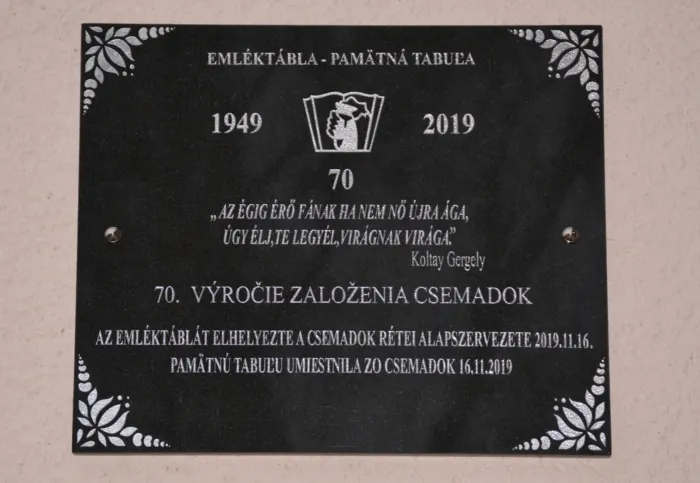 EMLÉKTÁBLA - PAMÄTNÁ TABUĽA
1949 2019
70
„AZ ÉGIG ÉRŐ FÁNAK HA NEM NŐ ÚJRA ÁGA,
ÚGY ÉLJ,TE LEGYÉL,VIRÁGNAK VIRÁGA."
Koltay Gergely
70. VÝROČIE ZALOŽENIA CSEMADOK
AZ EMLÉKTÁBLÁT ELHELYEZTE A CSEMADOK RÉTEI ALAPSZERVEZETE 2019.11.16.
PAMÄTNÚ TABUĽU UMIESTNILA ZO CSEMADOK 16.11.2019